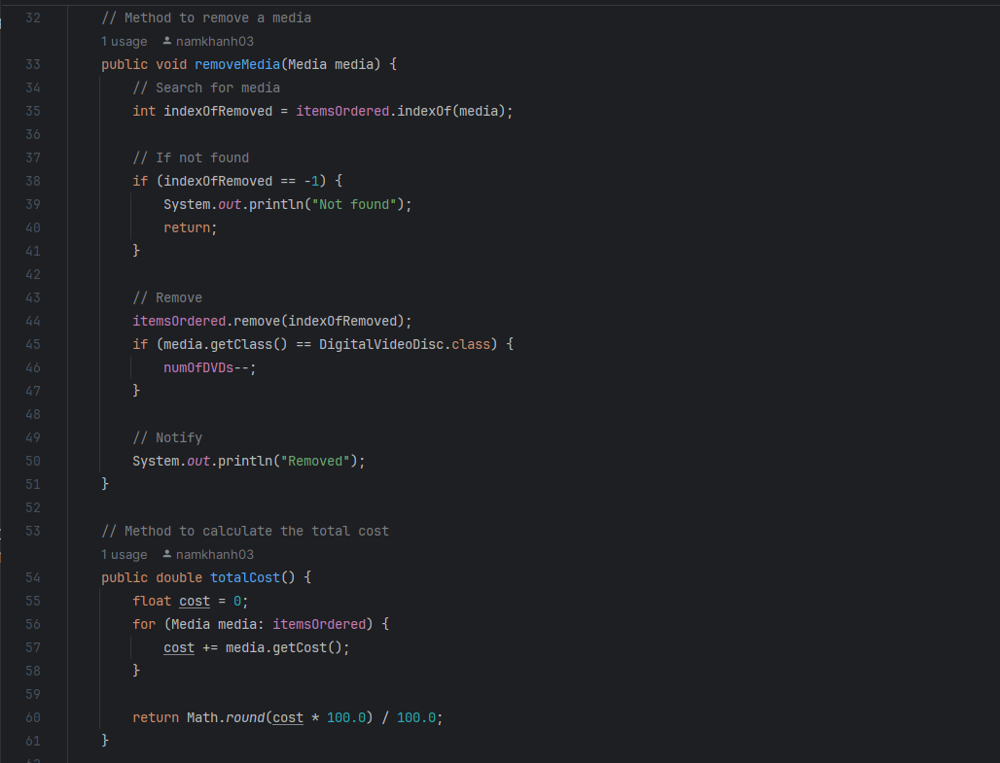 32 // Method to remove a media
1 usage namkhanh03
33 public void removeMedia(Media media) {
34 // Search for media
35 int indexOfRemoved = itemsOrdered.indexOf(media);
36
37 // If not found
38 if (indexOfRemoved == -1) {
39 System.out.println("Not found");
40 return;
41 }
42
43 // Remove
44 itemsOrdered.remove(indexOfRemoved);
45 if (media.getClass() == DigitalVideoDisc.class) {
46 numOfDVDs--;
47 }
48
49 // Notify
50 System.out.println("Removed");
51 }
52
53 // Method to calculate the total cost
1 usage namkhanh03
54 public double totalCost() {
55 float cost = 0;
56 for (Media media: itemsOrdered) {
57 cost += media.getCost();
58 }
59
60 return Math.round(cost * 100.0) / 100.0;
61 }